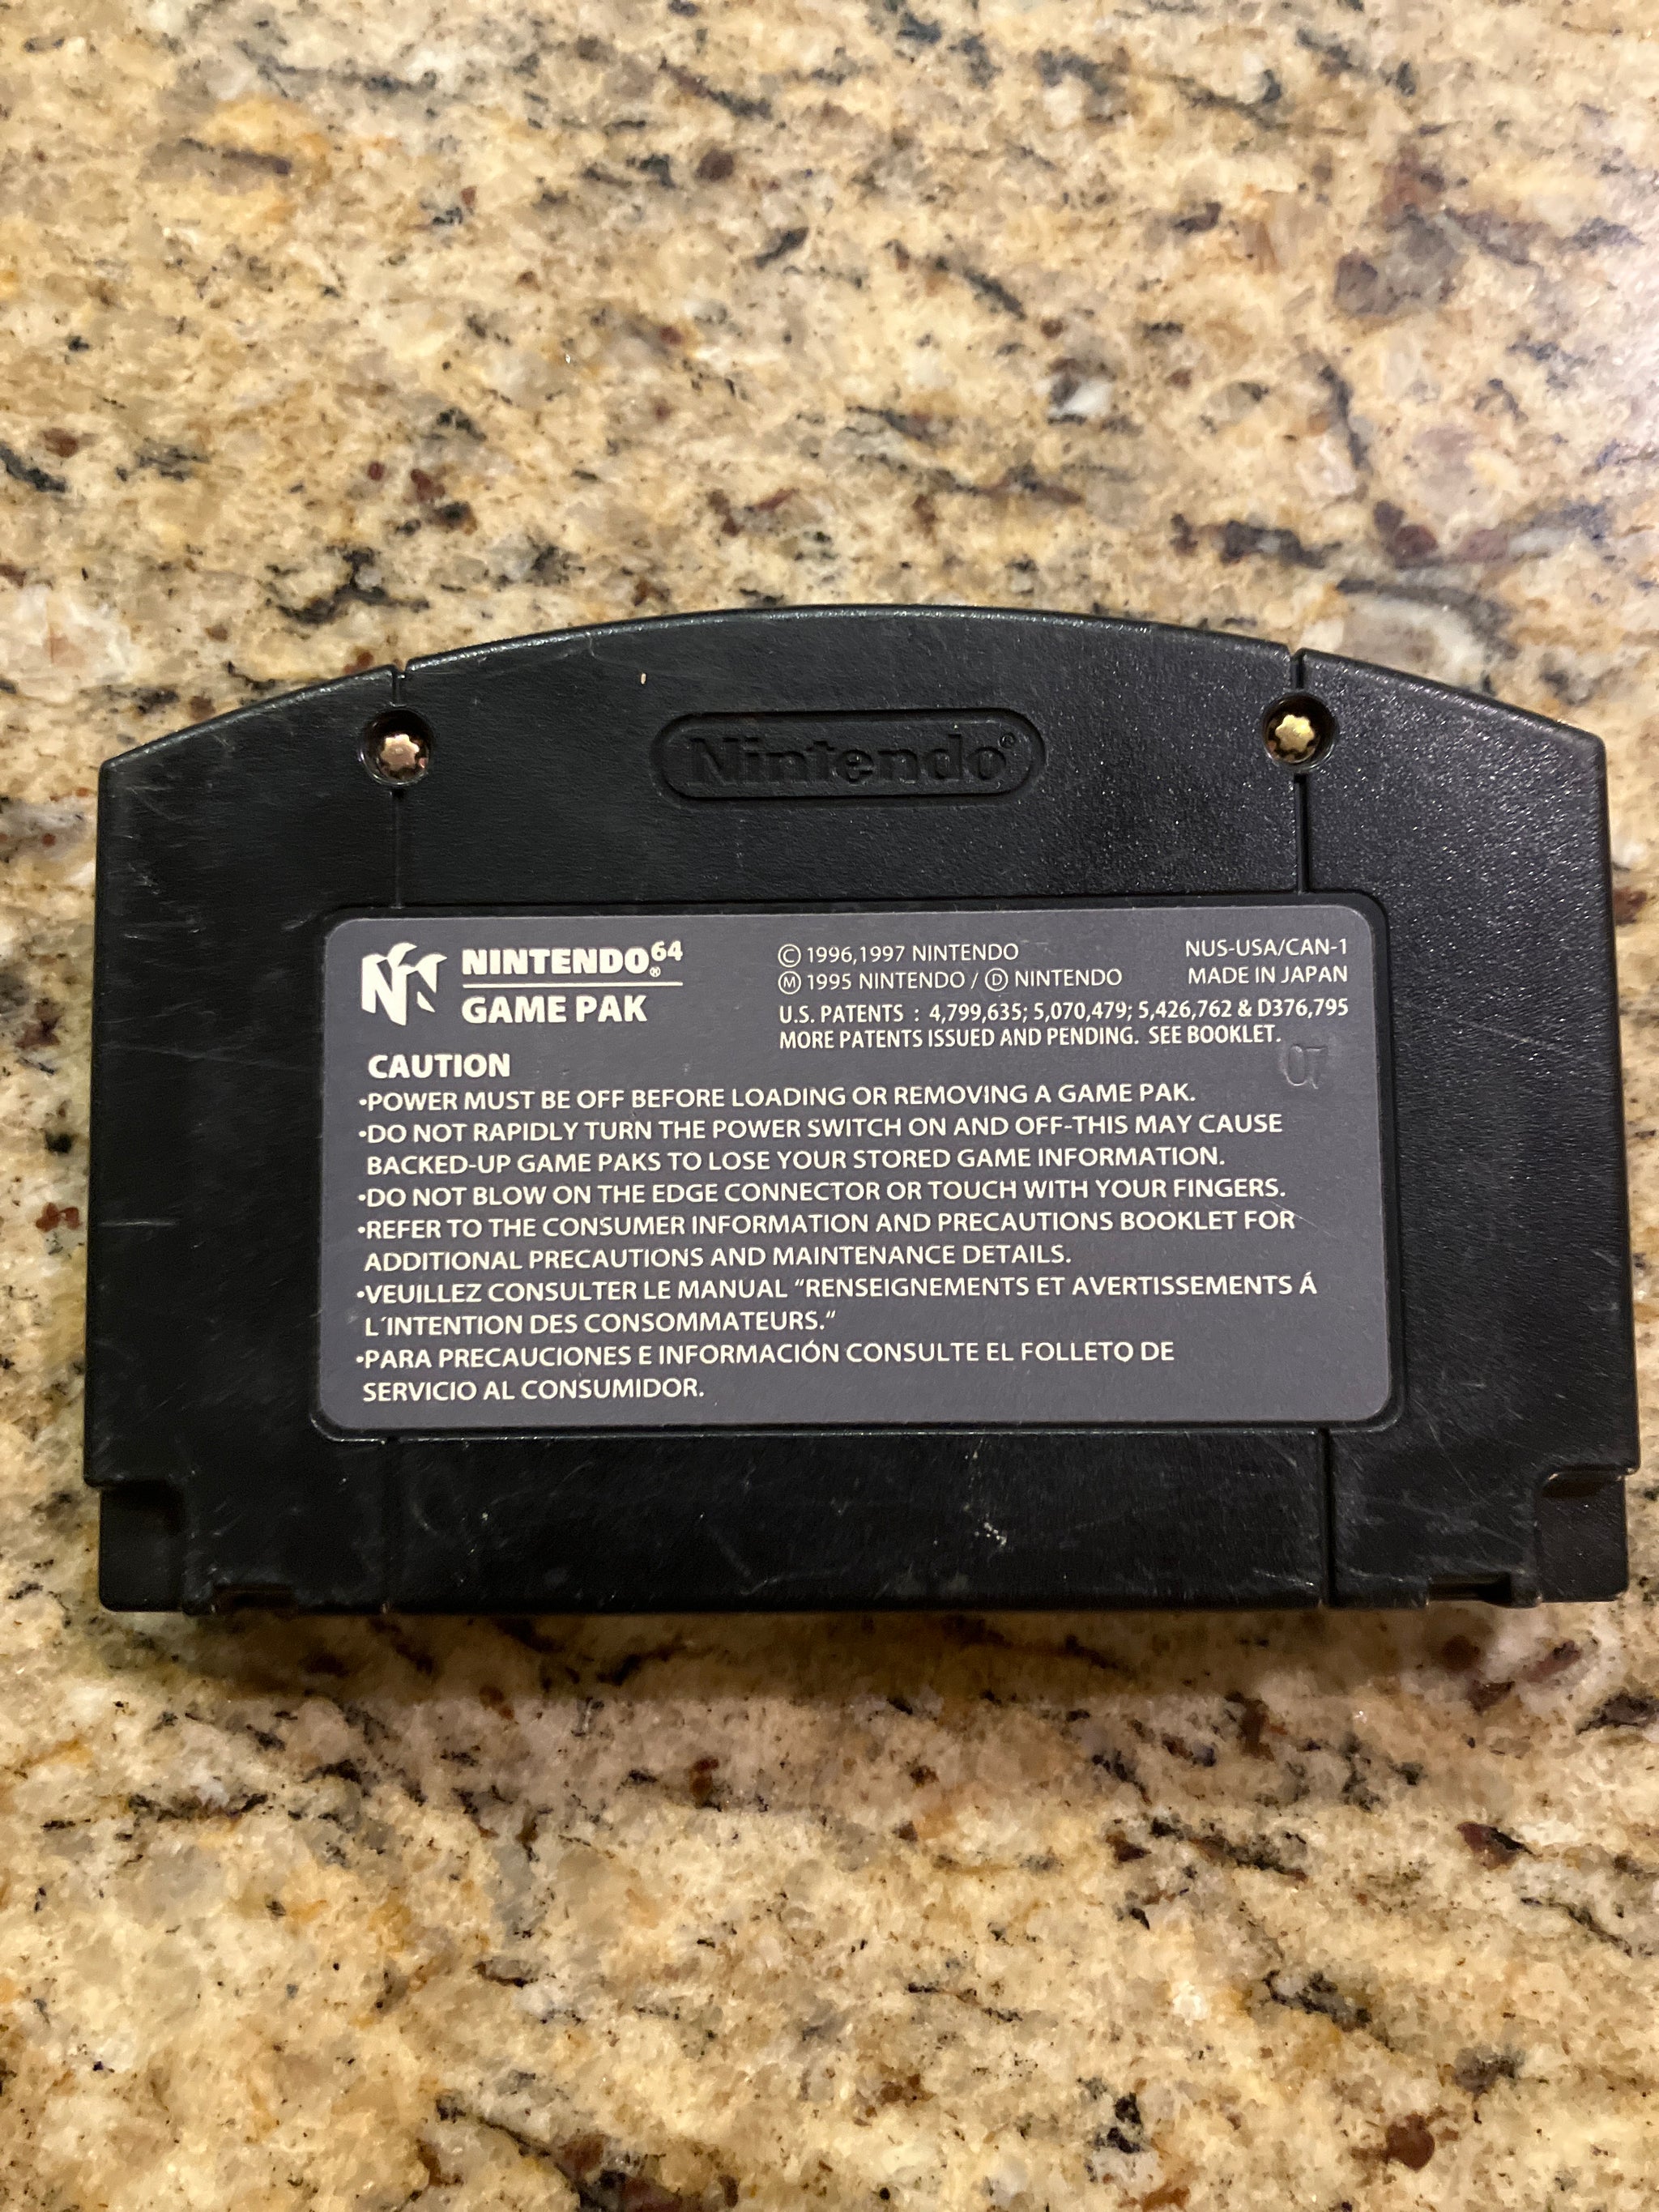 Nintendo®
NINTENDO®64
GAME PAK
© 1996,1997 NINTENDO
Ⓜ 1995 NINTENDO / Ⓓ NINTENDO
NUS-USA/CAN-1
MADE IN JAPAN
U.S. PATENTS : 4,799,635; 5,070,479; 5,426,762 & D376,795
MORE PATENTS ISSUED AND PENDING. SEE BOOKLET.
07
CAUTION
•POWER MUST BE OFF BEFORE LOADING OR REMOVING A GAME PAK.
•DO NOT RAPIDLY TURN THE POWER SWITCH ON AND OFF-THIS MAY CAUSE
BACKED-UP GAME PAKS TO LOSE YOUR STORED GAME INFORMATION.
•DO NOT BLOW ON THE EDGE CONNECTOR OR TOUCH WITH YOUR FINGERS.
•REFER TO THE CONSUMER INFORMATION AND PRECAUTIONS BOOKLET FOR
ADDITIONAL PRECAUTIONS AND MAINTENANCE DETAILS.
•VEUILLEZ CONSULTER LE MANUAL "RENSEIGNEMENTS ET AVERTISSEMENTS Á
L´INTENTION DES CONSOMMATEURS."
•PARA PRECAUCIONES E INFORMACIÓN CONSULTE EL FOLLETO DE
SERVICIO AL CONSUMIDOR.